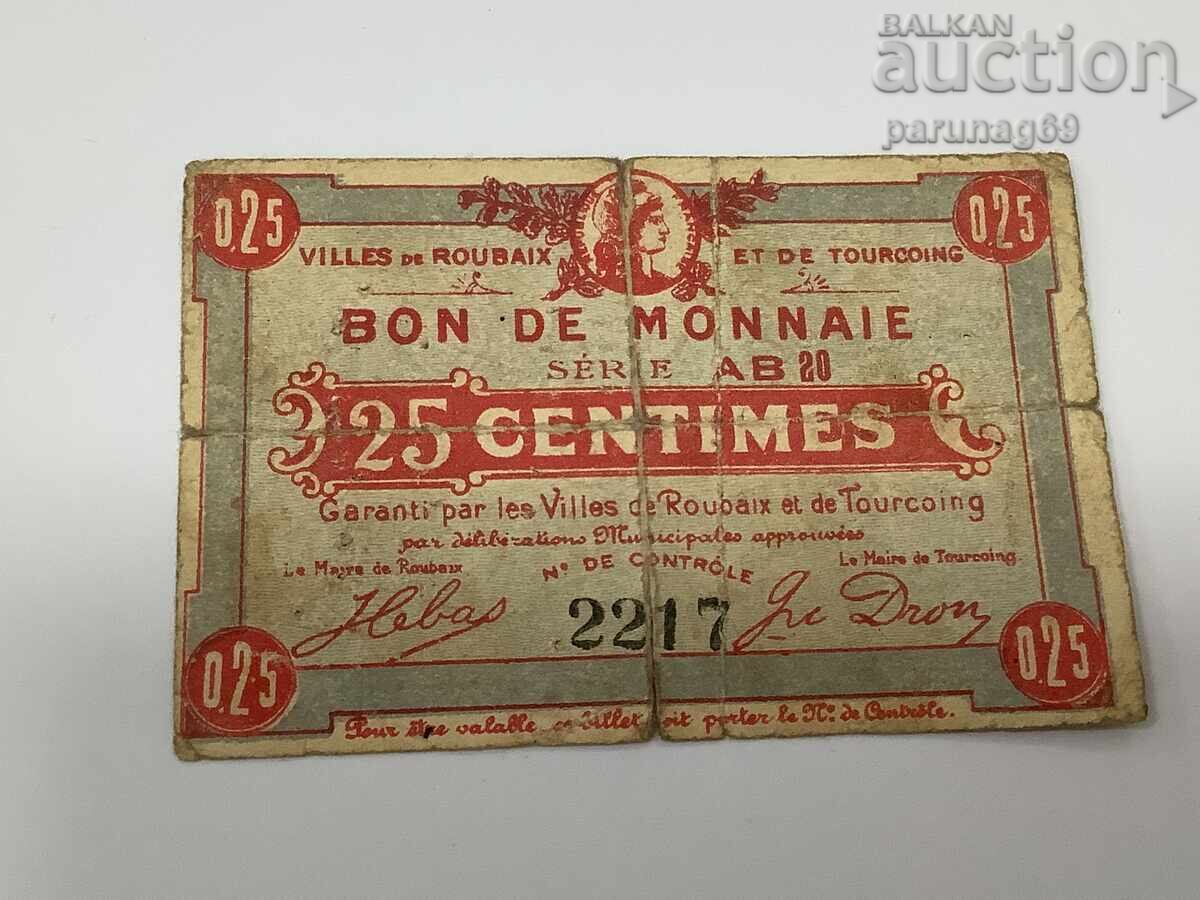 BALKAN
auction
parunag69
0.25
0.25
VILLES DE ROUBAIX ET DE TOURCOING
BON DE MONNAIE
SÉRIE AB 20
25 CENTIMES
Garanti par les Villes de Roubaix et de Tourcoing
par délibérations Municipales approuvées
Le Maire de Roubaix
Nº DE CONTRÔLE
Le Maire de Tourcoing
2217
HLebas
Gve Dron
0.25
0.25
Pour être valable ce billet doit porter le Nº de Contrôle.